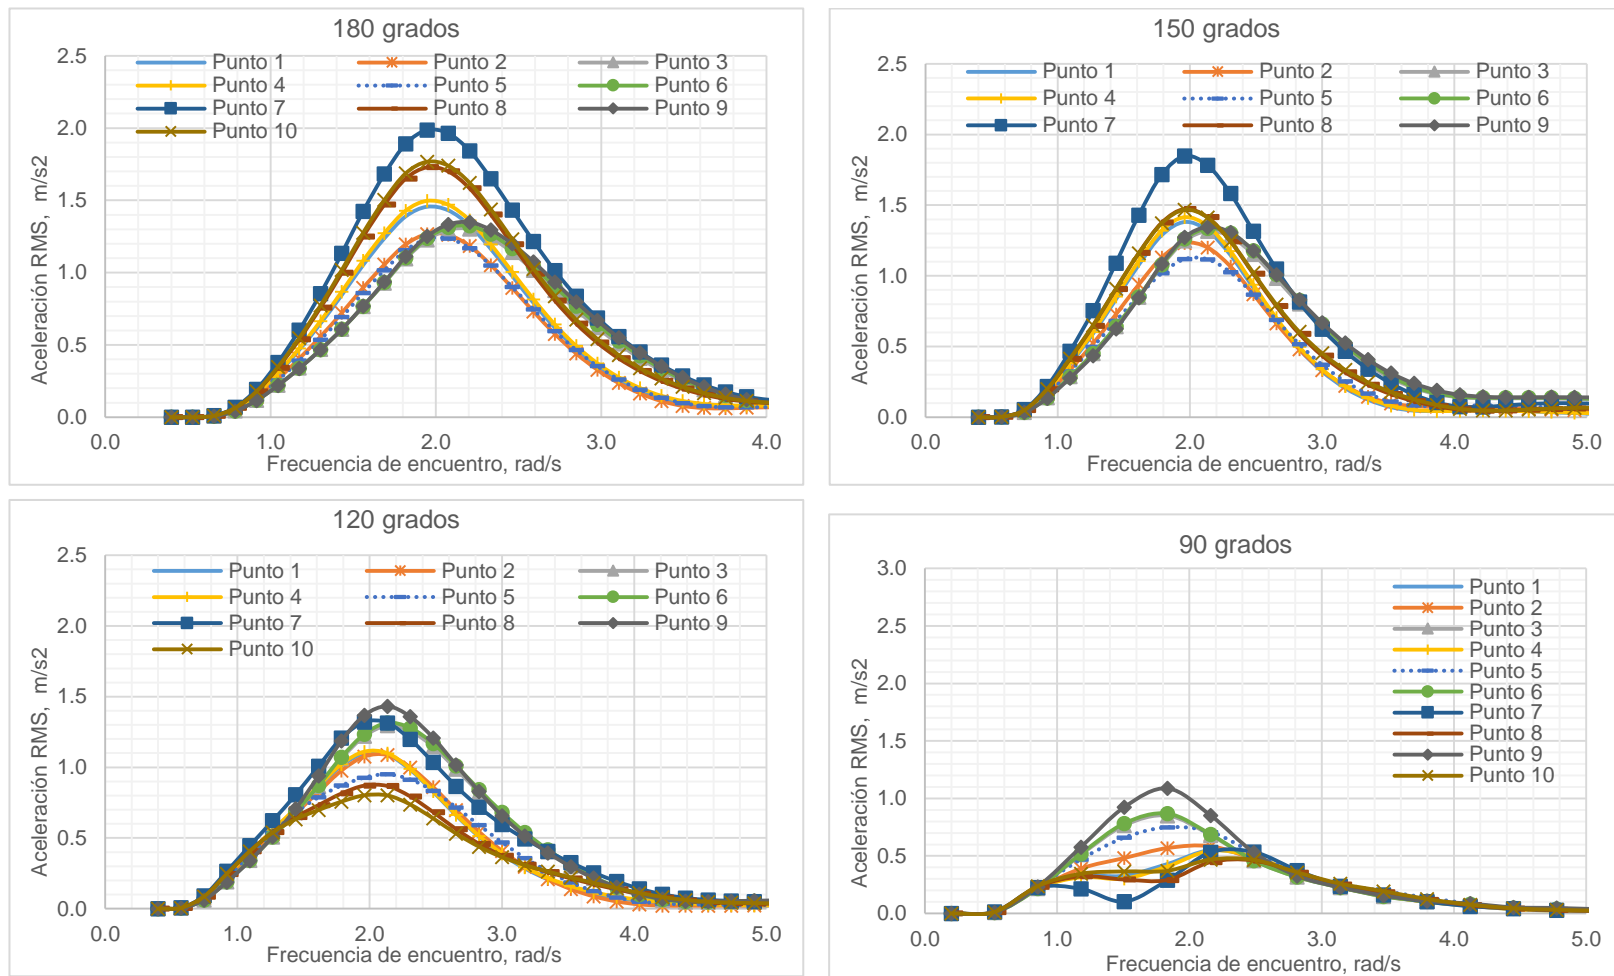 180 grados
2.5
2.0
1.5
1.0
0.5
0.0
Aceleración RMS, m/s2
Punto 1 Punto 2 Punto 3
Punto 4 Punto 5 Punto 6
Punto 7 Punto 8 Punto 9
Punto 10
0.0 1.0 2.0 3.0 4.0
Frecuencia de encuentro, rad/s
150 grados
2.5
2.0
1.5
1.0
0.5
0.0
Aceleración RMS, m/s2
Punto 1 Punto 2 Punto 3
Punto 4 Punto 5 Punto 6
Punto 7 Punto 8 Punto 9
0.0 1.0 2.0 3.0 4.0 5.0
Frecuencia de encuentro, rad/s
120 grados
2.5
2.0
1.5
1.0
0.5
0.0
Aceleración RMS, m/s2
Punto 1 Punto 2 Punto 3
Punto 4 Punto 5 Punto 6
Punto 7 Punto 8 Punto 9
Punto 10
0.0 1.0 2.0 3.0 4.0 5.0
Frecuencia de encuentro, rad/s
90 grados
3.0
2.5
2.0
1.5
1.0
0.5
0.0
Aceleración RMS, m/s2
Punto 1
Punto 2
Punto 3
Punto 4
Punto 5
Punto 6
Punto 7
Punto 8
Punto 9
Punto 10
0.0 1.0 2.0 3.0 4.0 5.0
Frecuencia de encuentro, rad/s